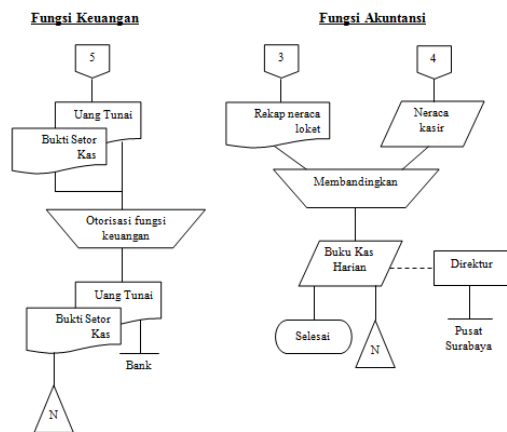 Fungsi Keuangan
5
Uang Tunai
Bukti Setor
Kas
Otorisasi fungsi
keuangan
Uang Tunai
Bukti Setor
Kas
Bank
N
Fungsi Akuntansi
3
4
Rekap neraca
loket
Neraca
kasir
Membandingkan
Buku Kas
Harian
Direktur
Selesai
N
Pusat
Surabaya